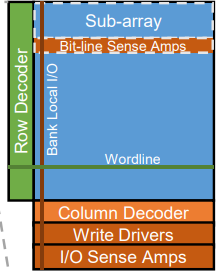 Sub-array
Bit-line Sense Amps
Row Decoder
Bank Local I/O
Wordline
Column Decoder
Write Drivers
I/O Sense Amps